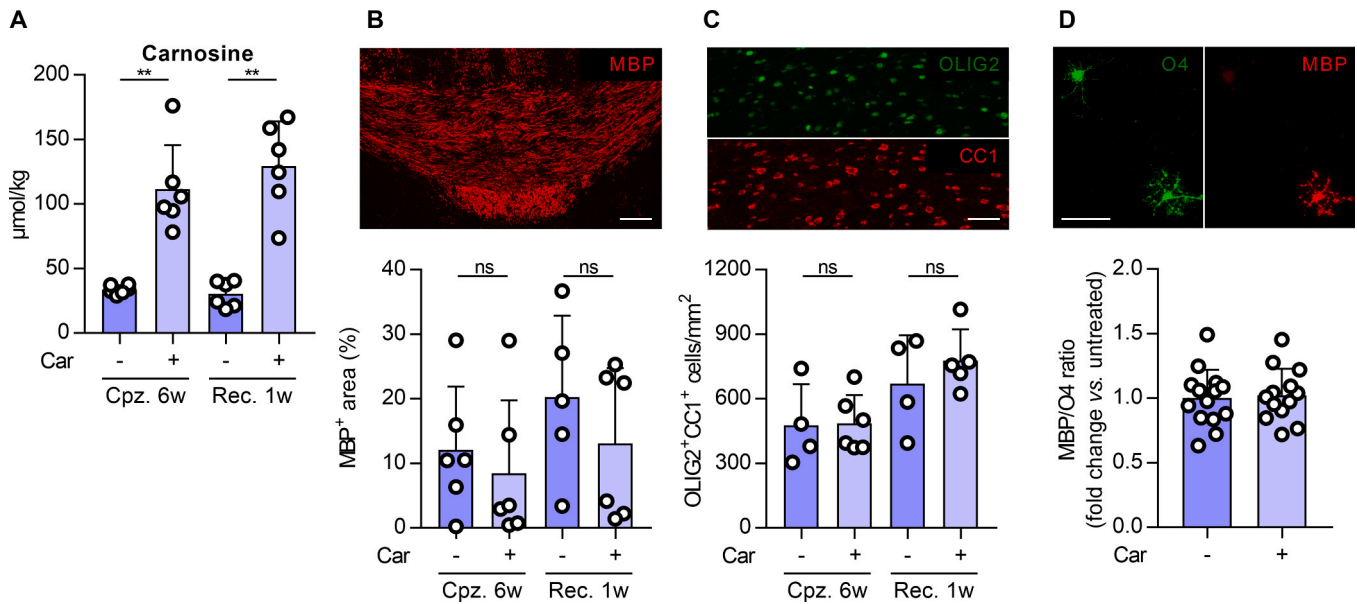 A
Carnosine
**
**
200
150
100
50
0
µmol/kg
Car
-
+
-
+
Cpz. 6w
Rec. 1w
B
MBP
ns
ns
40
30
20
10
0
MBP+ area (%)
Car
-
+
-
+
Cpz. 6w
Rec. 1w
C
OLIG2
CC1
ns
ns
1200
900
600
300
0
OLIG2+CC1+ cells/mm2
Car
-
+
-
+
Cpz. 6w
Rec. 1w
D
O4
MBP
2.0
1.5
1.0
0.5
0.0
MBP/O4 ratio
(fold change vs. untreated)
Car
-
+